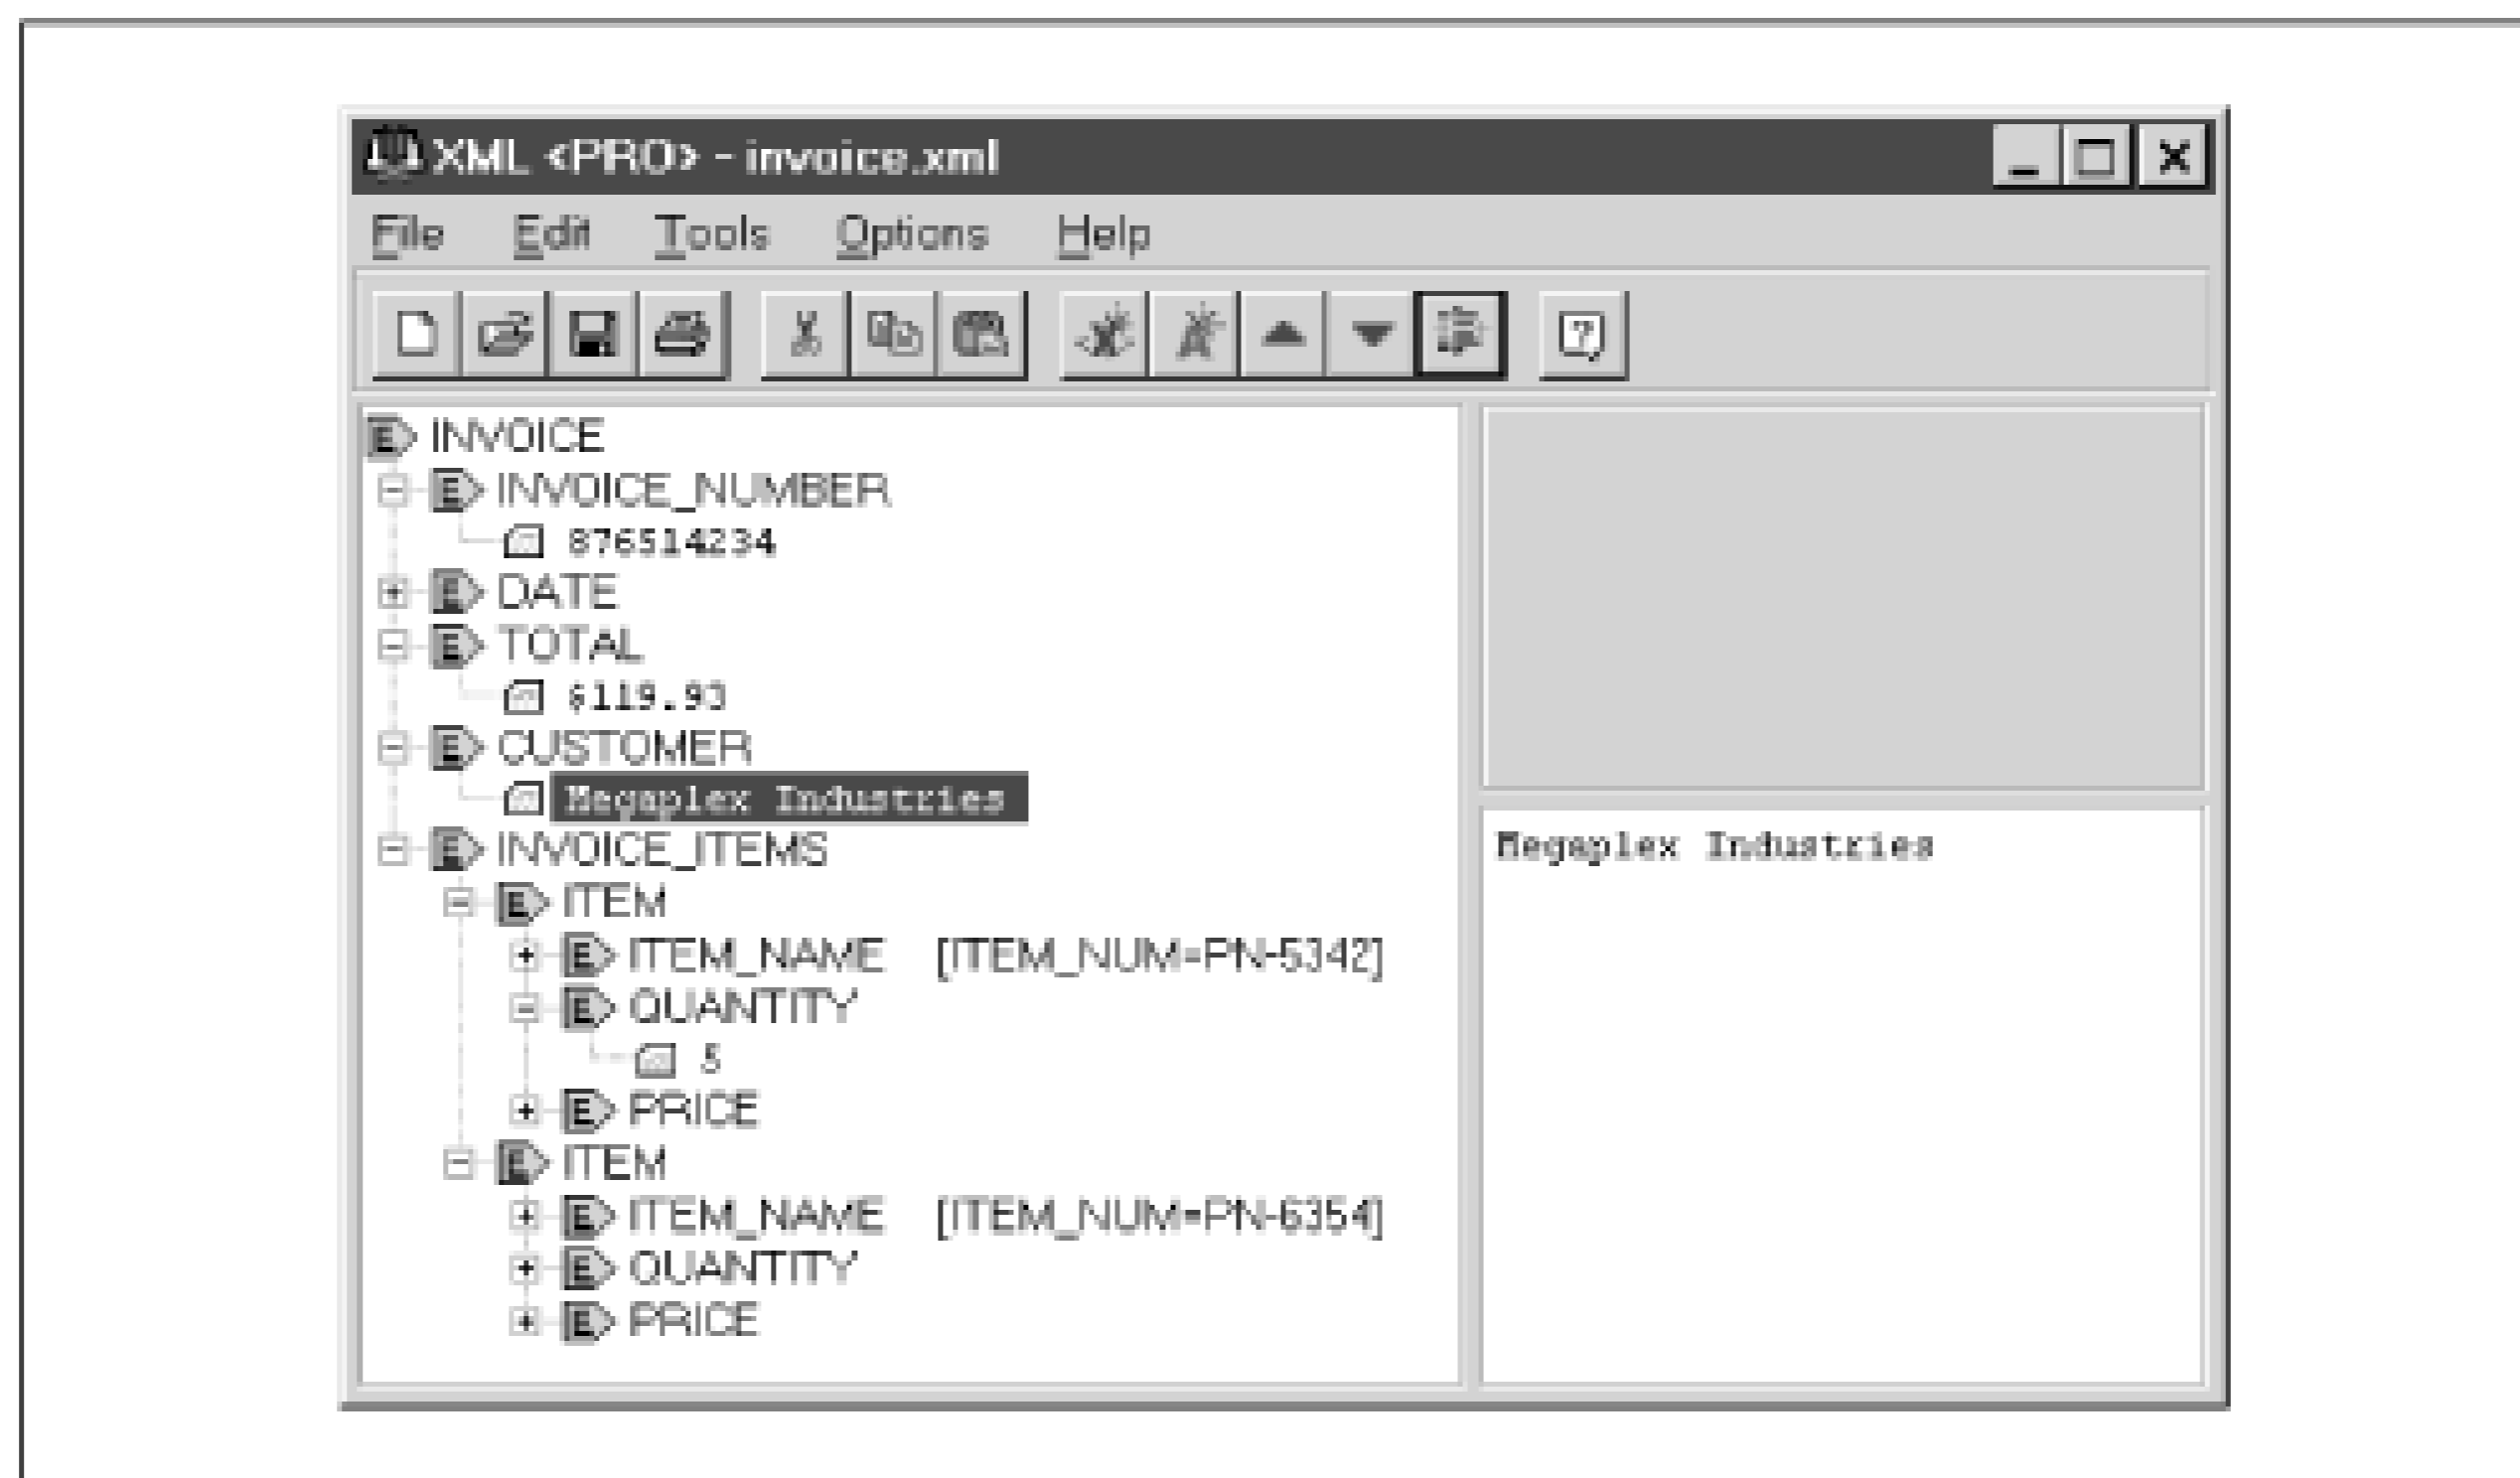 XML <PRO> - invoice.xml
File Edit Tools Options Help
INVOICE
INVOICE_NUMBER
876514234
DATE
TOTAL
$119.93
CUSTOMER
Megaplex Industries
INVOICE_ITEMS
Megaplex Industries
ITEM
ITEM_NAME [ITEM_NUM=PN-5342]
QUANTITY
5
PRICE
ITEM
ITEM_NAME [ITEM_NUM=PN-6354]
QUANTITY
PRICE